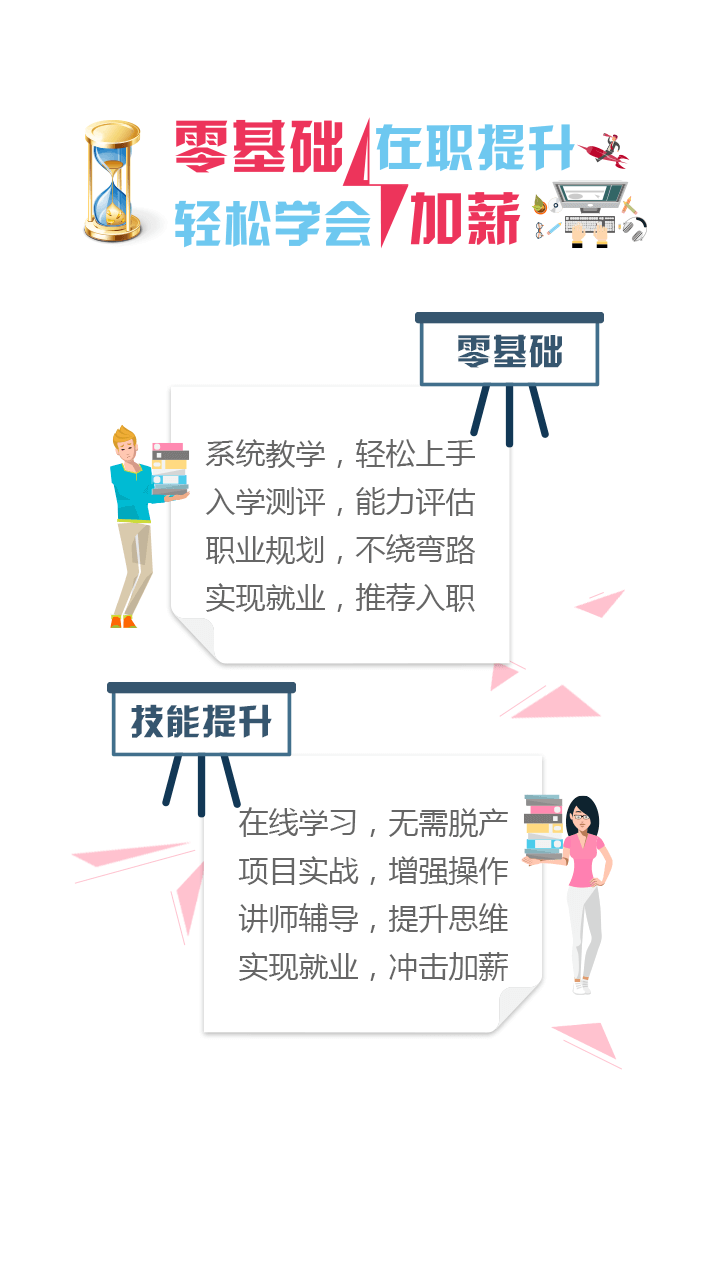 零基础 在职提升
轻松学会 加薪
零基础
系统教学，轻松上手
入学测评，能力评估
职业规划，不绕弯路
实现就业，推荐入职
技能提升
在线学习，无需脱产
项目实战，增强操作
讲师辅导，提升思维
实现就业，冲击加薪